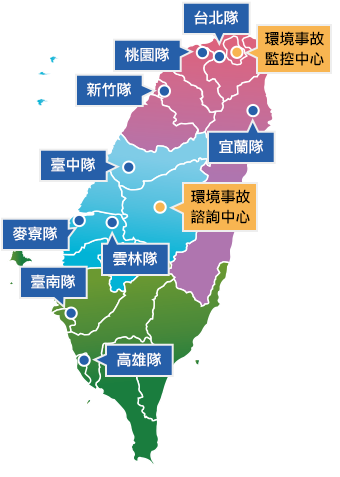 台北隊
環境事故
監控中心
桃園隊
新竹隊
宜蘭隊
臺中隊
環境事故
諮詢中心
麥寮隊
雲林隊
臺南隊
高雄隊